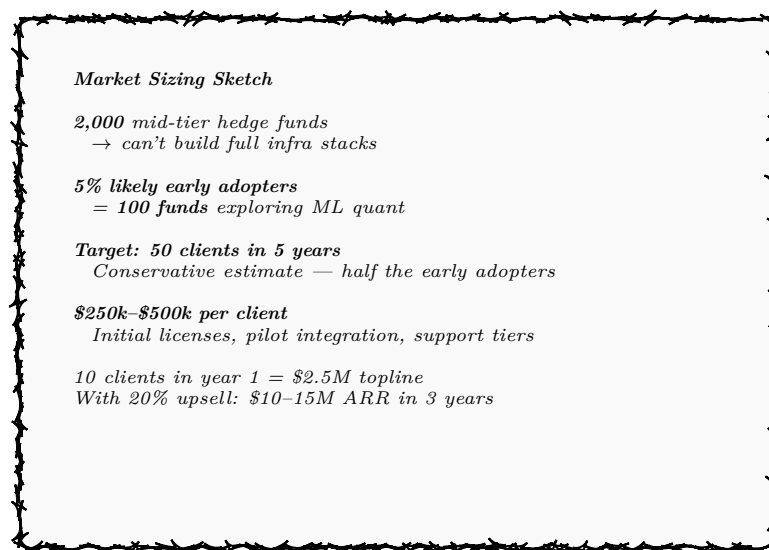 Market Sizing Sketch
2,000 mid-tier hedge funds
→ can't build full infra stacks
5% likely early adopters
= 100 funds exploring ML quant
Target: 50 clients in 5 years
Conservative estimate — half the early adopters
$250k–$500k per client
Initial licenses, pilot integration, support tiers
10 clients in year 1 = $2.5M topline
With 20% upsell: $10–15M ARR in 3 years